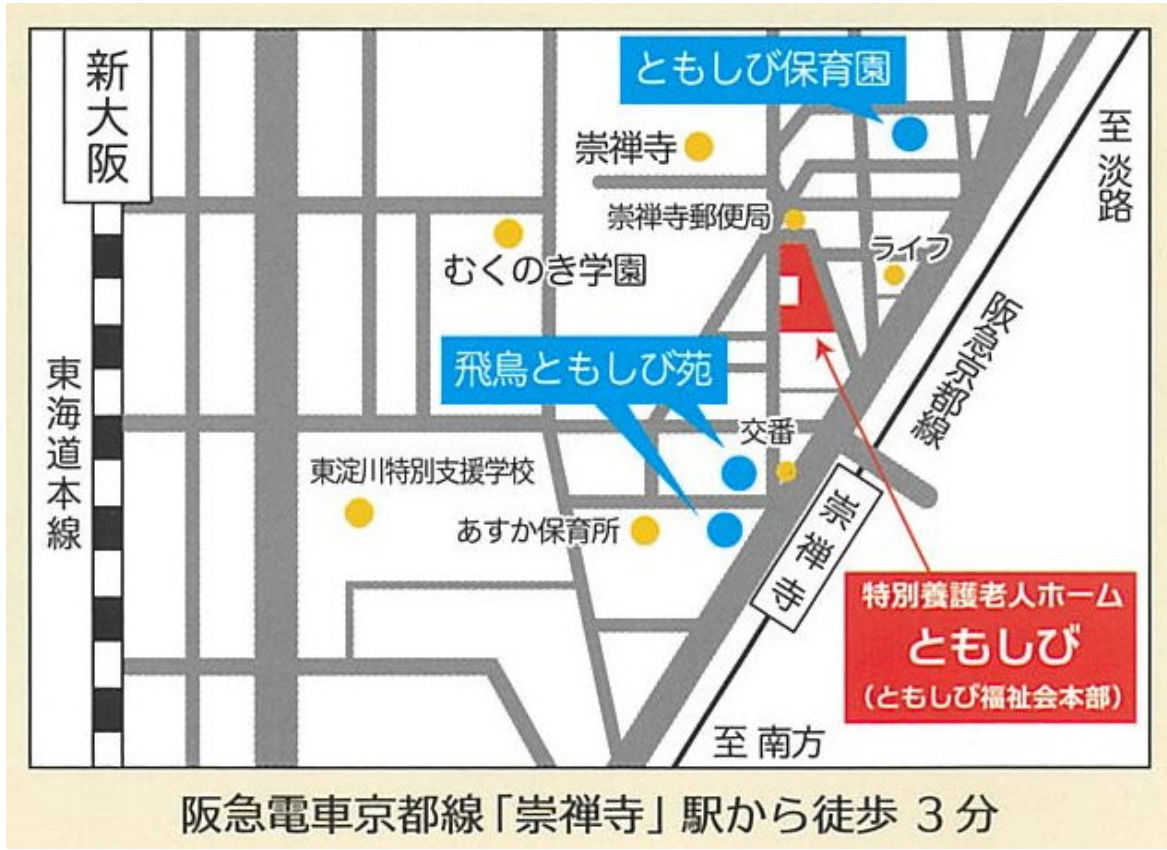 新大阪
ともしび保育園
至 淡路
崇禅寺
崇禅寺郵便局
ライフ
むくのき学園
阪急京都線
飛鳥ともしび苑
東海道本線
交番
東淀川特別支援学校
あすか保育所
崇禅寺
特別養護老人ホーム
ともしび
(ともしび福祉会本部)
至 南方
阪急電車京都線「崇禅寺」駅から徒歩 3分